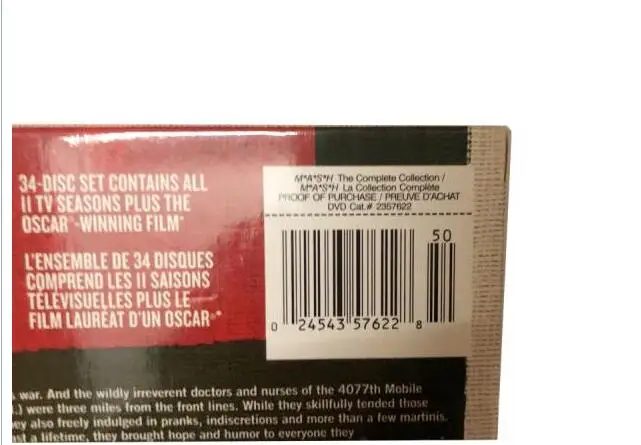 34-DISC SET CONTAINS ALL
11 TV SEASONS PLUS THE
OSCAR®-WINNING FILM*
L'ENSEMBLE DE 34 DISQUES
COMPREND LES 11 SAISONS
TÉLÉVISUELLES PLUS LE
FILM LAURÉAT D'UN OSCAR®*
M*A*S*H The Complete Collection /
M*A*S*H La Collection Complète
PROOF OF PURCHASE / PREUVE D'ACHAT
DVD Cat.# 2357622
50
0 24543 57622 8
war. And the wildly irreverent doctors and nurses of the 4077th Mobile
.) were three miles from the front lines. While they skillfully tended those
ey also freely indulged in pranks, indiscretions and more than a few martinis.
st a lifetime, they brought hope and humor to everyone they